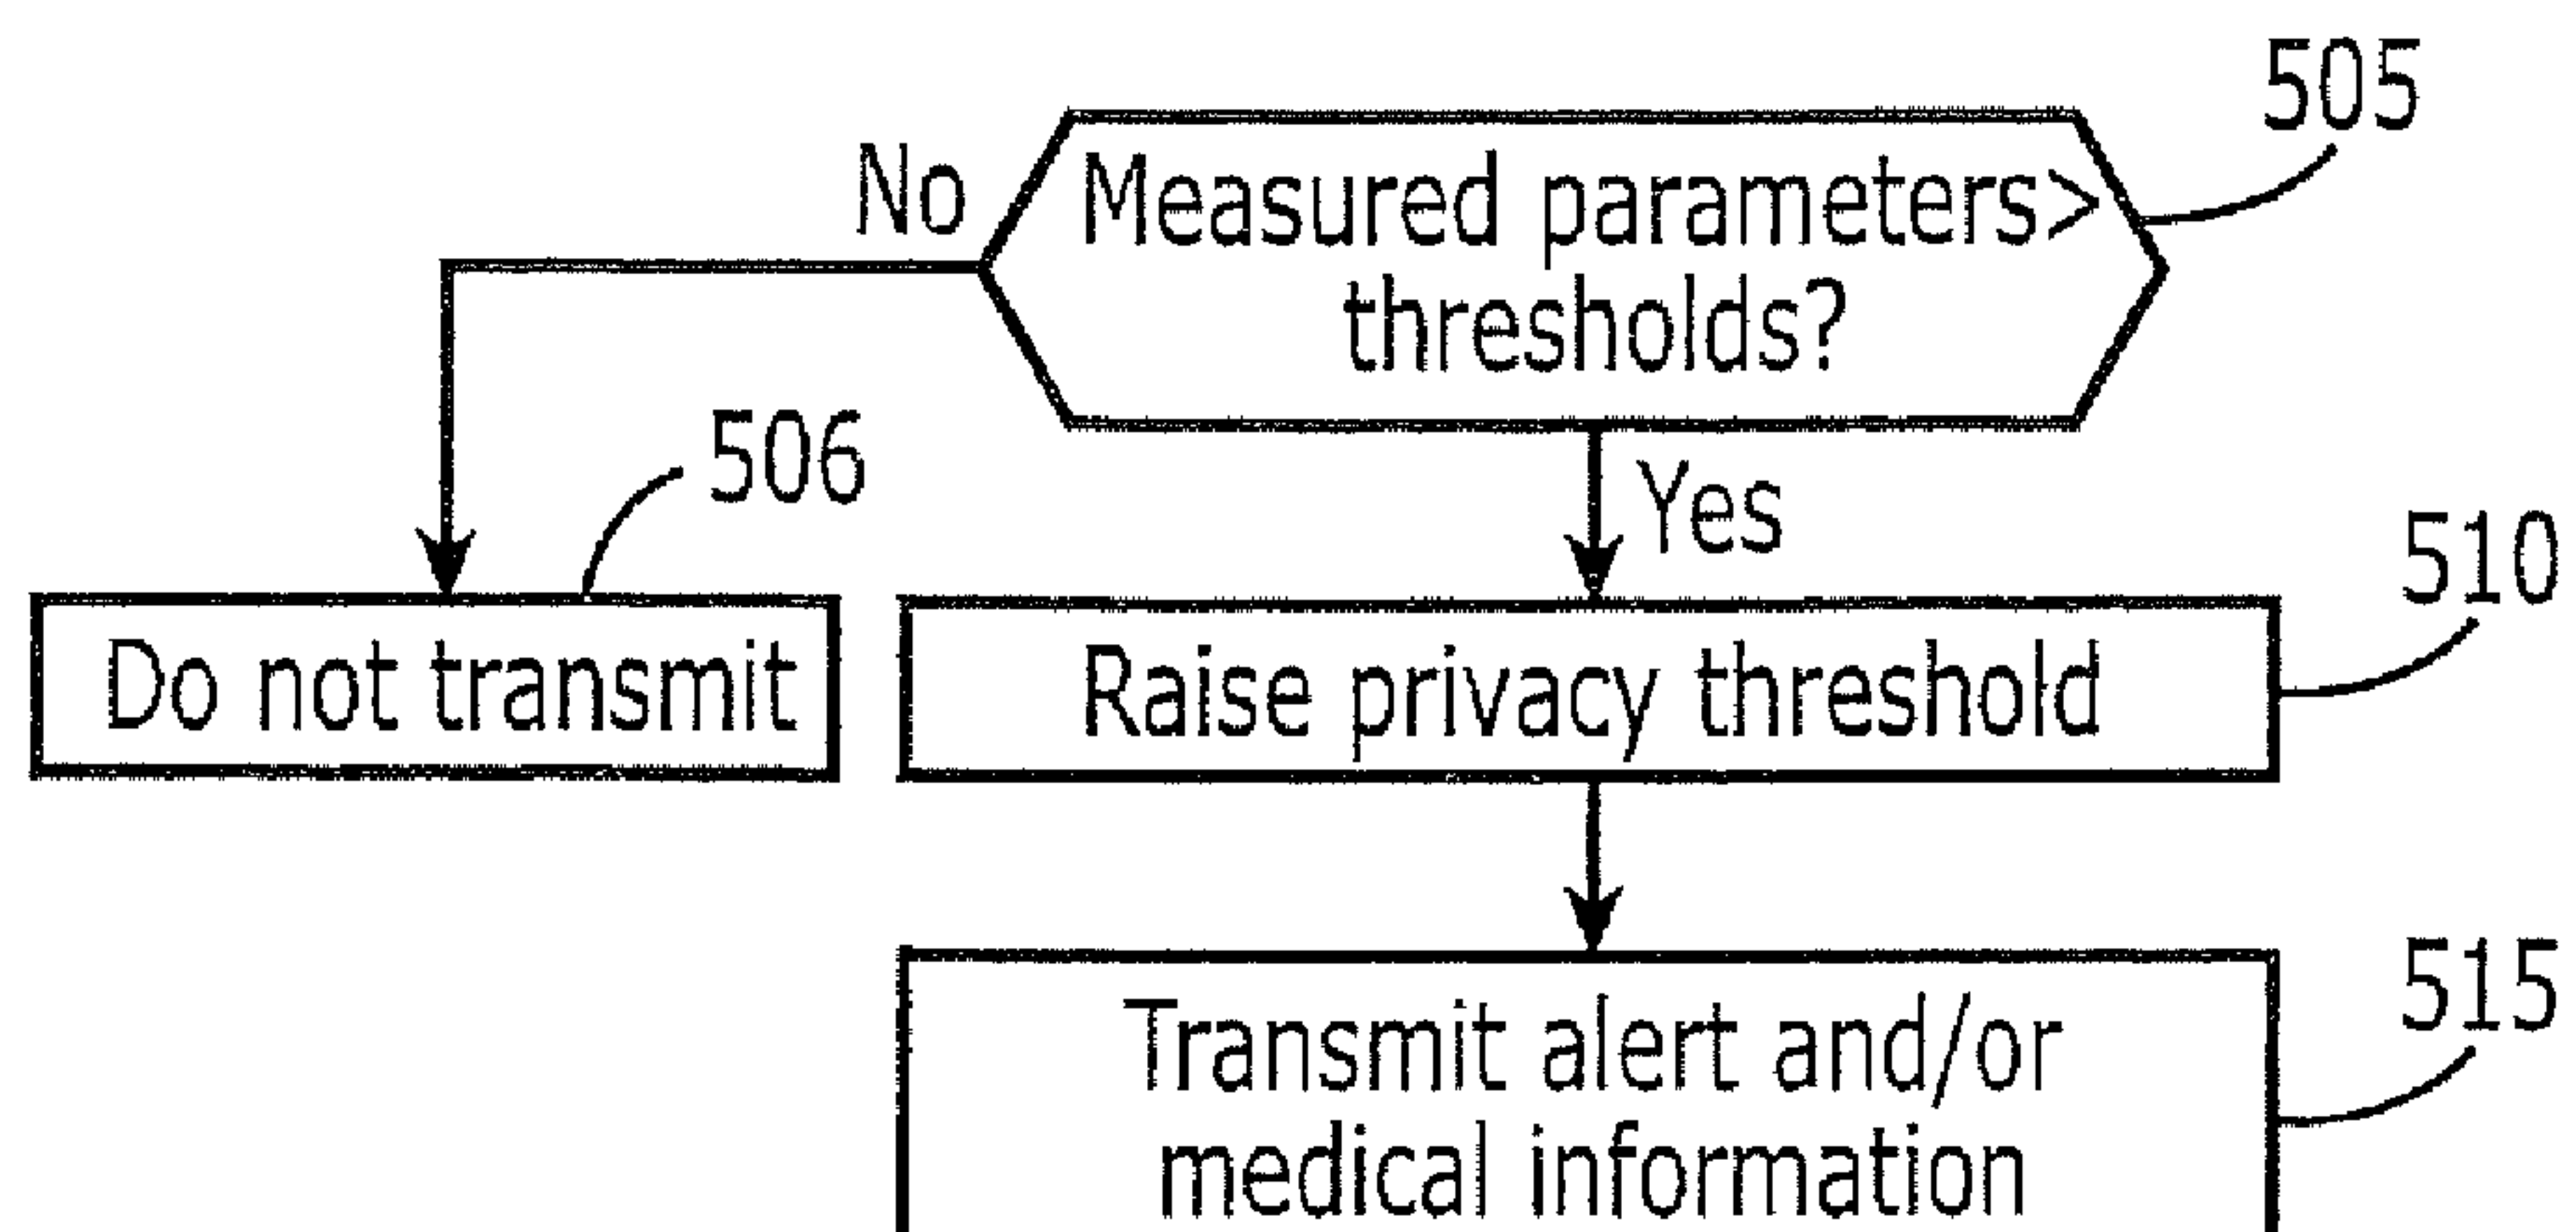 505
No
Measured parameters>
thresholds?
506
Yes
510
Do not transmit
Raise privacy threshold
515
Transmit alert and/or
medical information